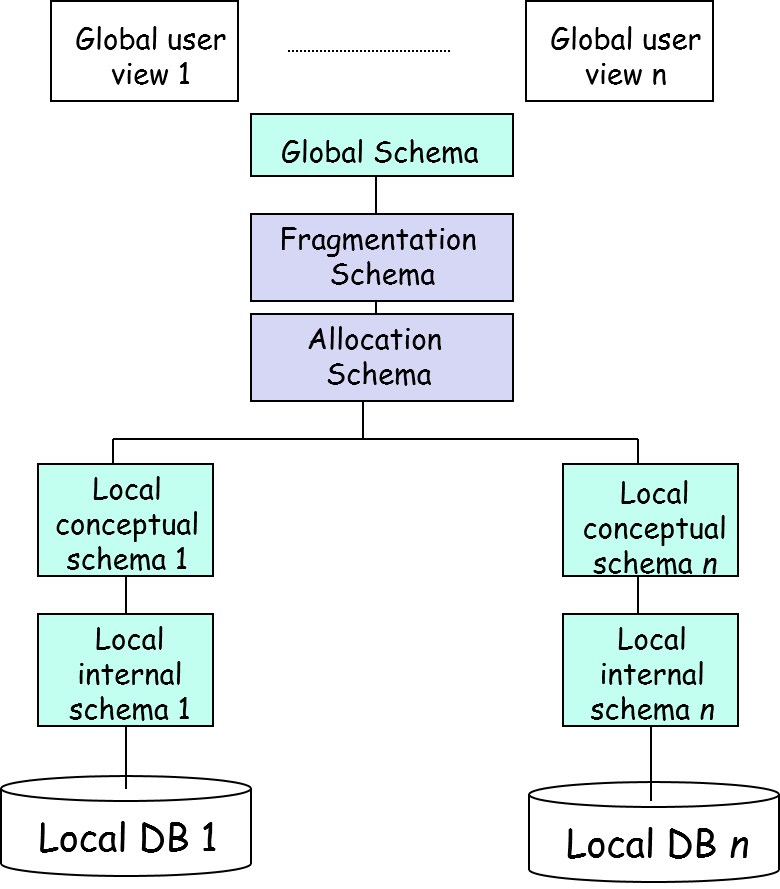 Global user
view 1
Global user
view n
Global Schema
Fragmentation
Schema
Allocation
Schema
Local
conceptual
schema 1
Local
conceptual
schema n
Local
internal
schema 1
Local
internal
schema n
Local DB 1
Local DB n